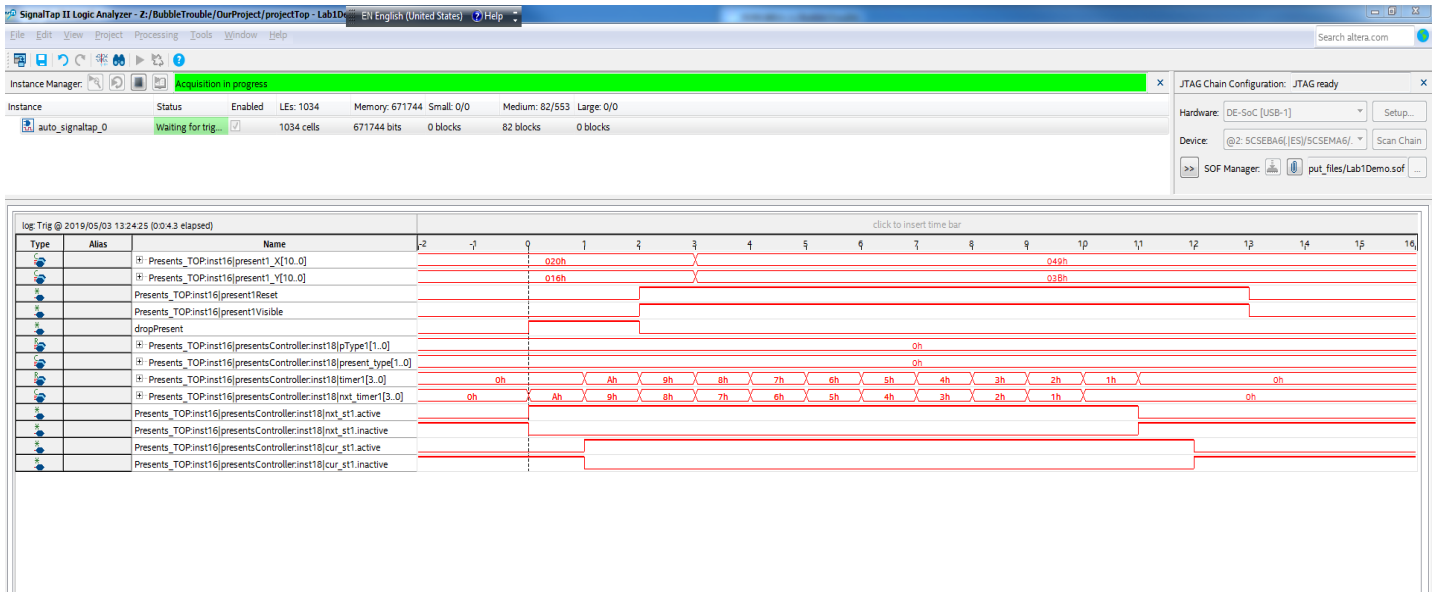 SignalTap II Logic Analyzer - Z:/BubbleTrouble/OurProject/projectTop - Lab1De
EN English (United States) Help
File Edit View Project Processing Tools Window Help
Search altera.com
Instance Manager: Acquisition in progress
JTAG Chain Configuration: JTAG ready
Instance Status Enabled LEs: 1034 Memory: 671744 Small: 0/0 Medium: 82/553 Large: 0/0
auto_signaltap_0 Waiting for trig... 1034 cells 671744 bits 0 blocks 82 blocks 0 blocks
Hardware: DE-SoC [USB-1] Setup...
Device: @2: 5CSEBA6(.|ES)/5CSEMA6/. Scan Chain
>> SOF Manager: put_files/Lab1Demo.sof ...
log: Trig @ 2019/05/03 13:24:25 (0:0:4.3 elapsed) click to insert time bar
Type Alias Name -2 -1 0 1 2 3 4 5 6 7 8 9 10 11 12 13 14 15 16
Presents_TOP:inst16|present1_X[10..0] 020h 049h
Presents_TOP:inst16|present1_Y[10..0] 016h 03Bh
Presents_TOP:inst16|present1Reset
Presents_TOP:inst16|present1Visible
dropPresent
Presents_TOP:inst16|presentsController:inst18|pType1[1..0] 0h
Presents_TOP:inst16|presentsController:inst18|present_type[1..0] 0h
Presents_TOP:inst16|presentsController:inst18|timer1[3..0] 0h Ah 9h 8h 7h 6h 5h 4h 3h 2h 1h 0h
Presents_TOP:inst16|presentsController:inst18|nxt_timer1[3..0] 0h Ah 9h 8h 7h 6h 5h 4h 3h 2h 1h 0h
Presents_TOP:inst16|presentsController:inst18|nxt_st1.active
Presents_TOP:inst16|presentsController:inst18|nxt_st1.inactive
Presents_TOP:inst16|presentsController:inst18|cur_st1.active
Presents_TOP:inst16|presentsController:inst18|cur_st1.inactive